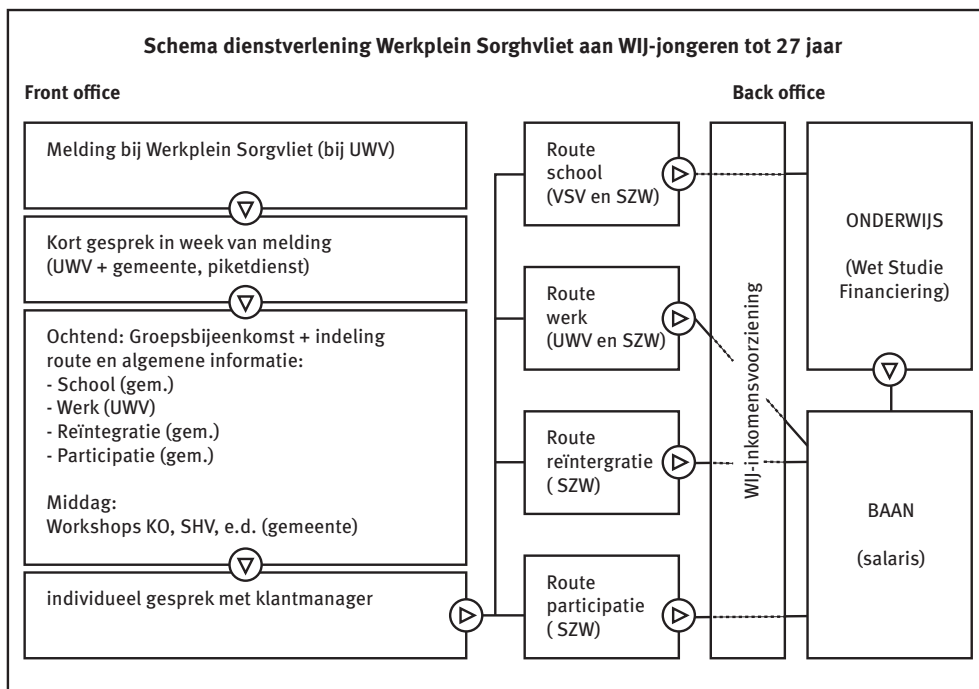 Schema dienstverlening Werkplein Sorghvliet aan WIJ-jongeren tot 27 jaar
Front office
Melding bij Werkplein Sorgvliet (bij UWV)
Kort gesprek in week van melding
(UWV + gemeente, piketdienst)
Ochtend: Groepsbijeenkomst + indeling
route en algemene informatie:
- School (gem.)
- Werk (UWV)
- Reïntegratie (gem.)
- Participatie (gem.)
Middag:
Workshops KO, SHV, e.d. (gemeente)
individueel gesprek met klantmanager
Back office
Route
school
(VSV en SZW)
Route
werk
(UWV en SZW)
Route
reïntergratie
( SZW)
Route
participatie
( SZW)
WIJ-inkomensvoorziening
ONDERWIJS
(Wet Studie
Financiering)
BAAN
(salaris)